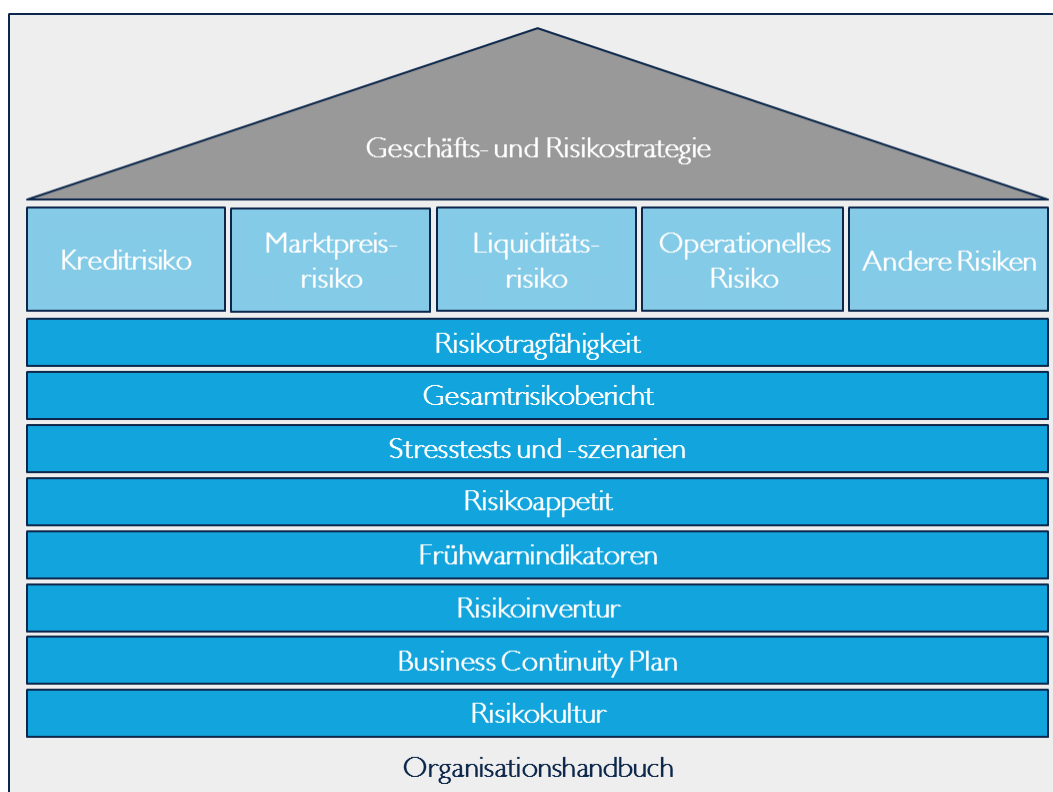 Geschäfts- und Risikostrategie
Kreditrisiko
Marktpreis-
risiko
Liquiditäts-
risiko
Operationelles
Risiko
Andere Risiken
Risikotragfähigkeit
Gesamtrisikobericht
Stresstests und -szenarien
Risikoappetit
Frühwarnindikatoren
Risikoinventur
Business Continuity Plan
Risikokultur
Organisationshandbuch